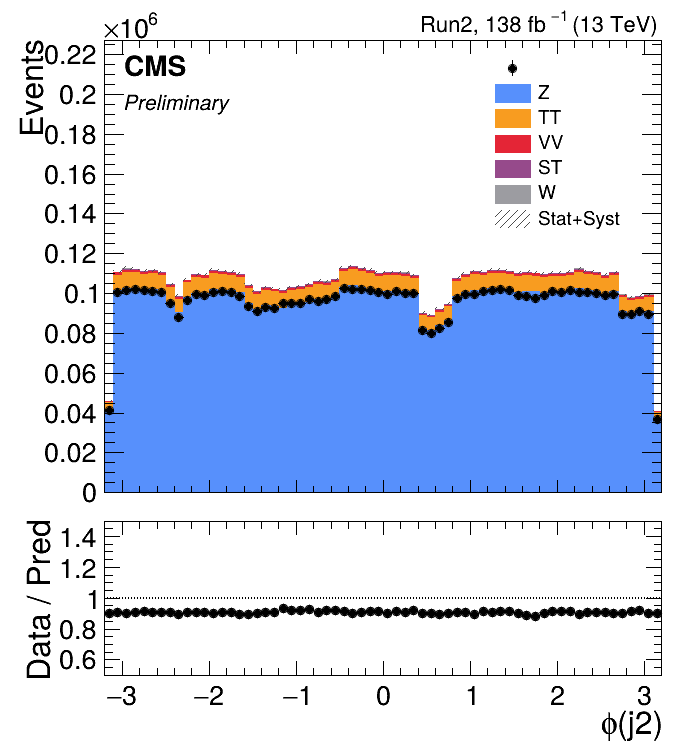 ×10⁶
Run2, 138 fb⁻¹ (13 TeV)
Events
CMS
Preliminary
Z
TT
VV
ST
W
Stat+Syst
0.22
0.2
0.18
0.16
0.14
0.12
0.1
0.08
0.06
0.04
0.02
0
Data / Pred
1.4
1.2
1
0.8
0.6
−3 −2 −1 0 1 2 3
ϕ(j2)